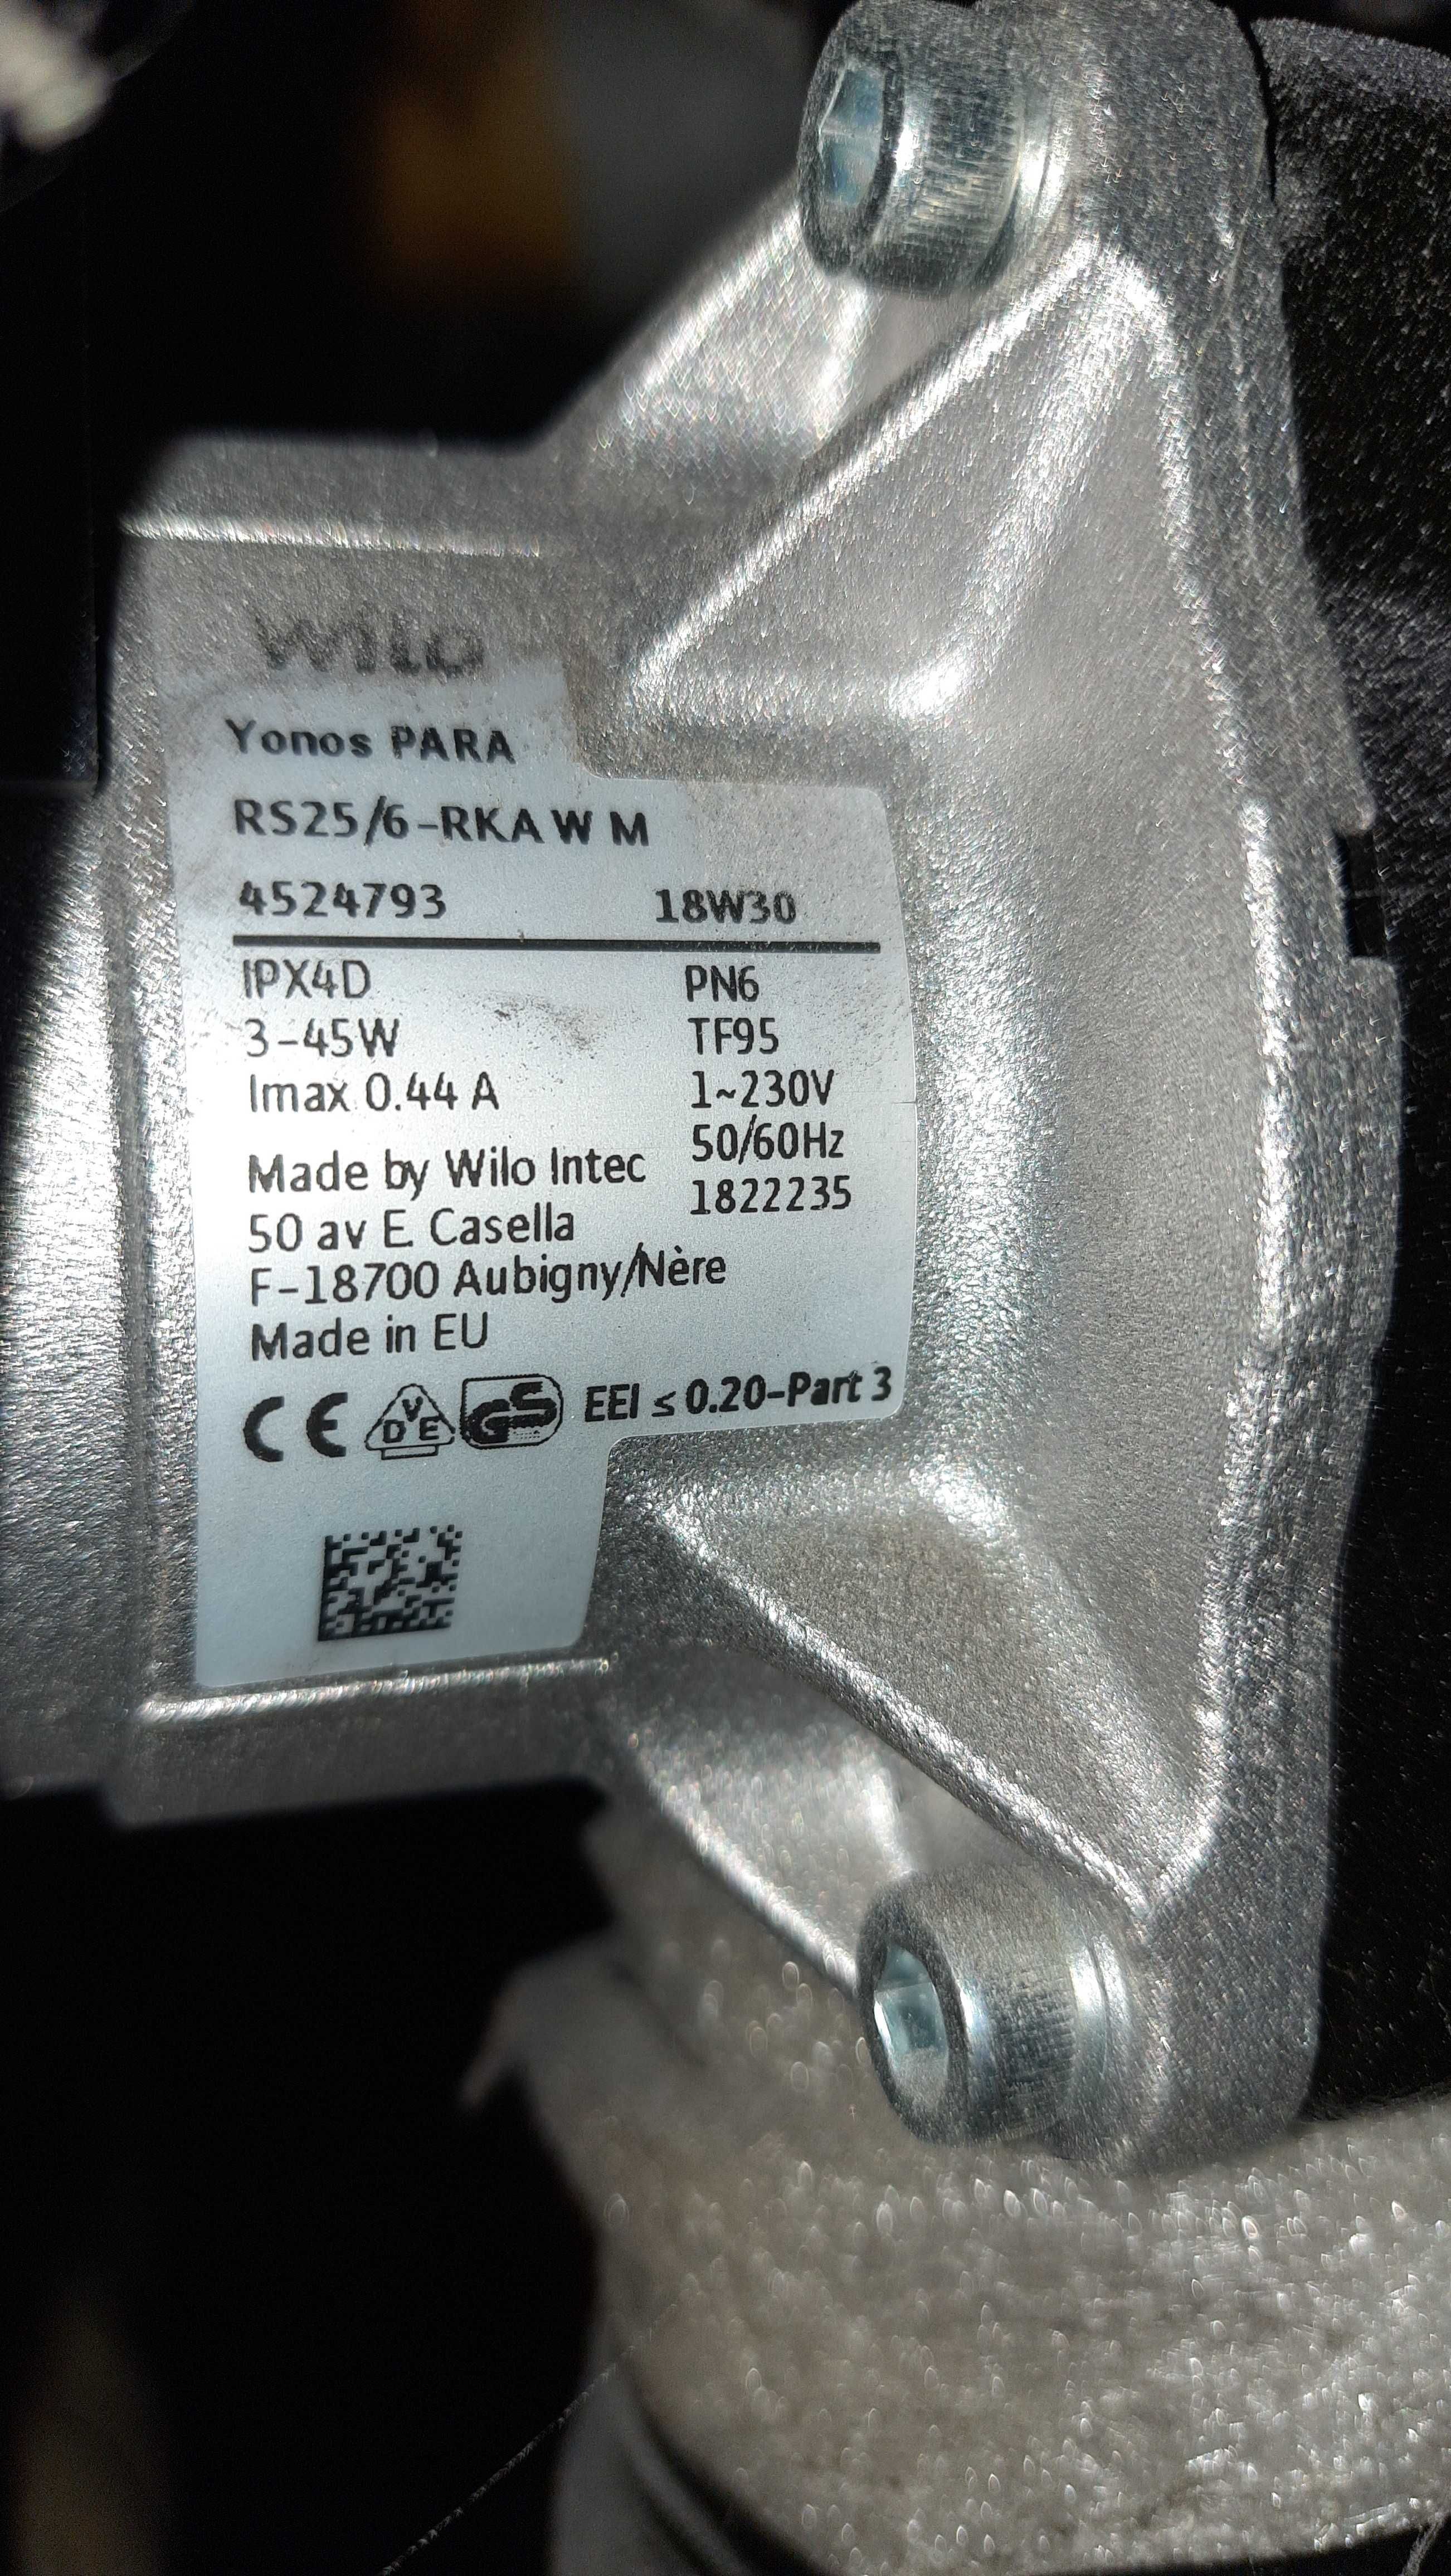 wilo
Yonos PARA
RS25/6-RKA W M
4524793 18W30
IPX4D PN6
3-45W TF95
Imax 0.44 A 1~230V
50/60Hz
Made by Wilo Intec 1822235
50 av E. Casella
F-18700 Aubigny/Nère
Made in EU
CE DVE GS EEI ≤ 0.20-Part 3